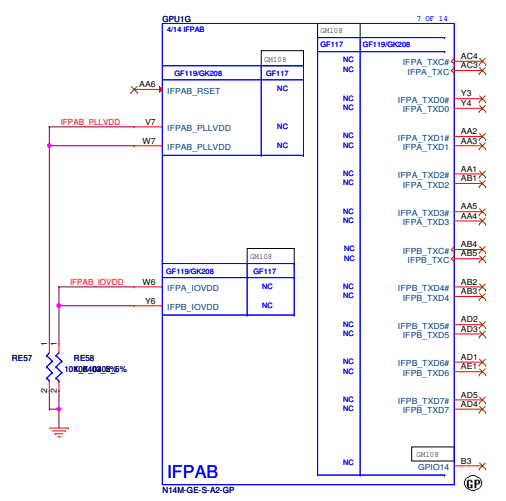 GPU1G
7 OF 14
4/14 IFPAB
GM108
GF117
GF119/GK208
GM108
GF119/GK208
GF117
AA6
IFPAB_RSET
NC
IFPAB_PLLVDD
V7
IFPAB_PLLVDD
NC
W7
IFPAB_PLLVDD
NC
NC
IFPA_TXC#
AC4
NC
IFPA_TXC
AC3
NC
IFPA_TXD0#
Y3
NC
IFPA_TXD0
Y4
NC
IFPA_TXD1#
AA2
NC
IFPA_TXD1
AA3
NC
IFPA_TXD2#
AA1
NC
IFPA_TXD2
AB1
NC
IFPA_TXD3#
AA5
NC
IFPA_TXD3
AA4
NC
IFPB_TXC#
AB4
NC
IFPB_TXC
AB5
GM108
GF119/GK208
GF117
IFPAB_IOVDD
W6
IFPA_IOVDD
NC
Y6
IFPB_IOVDD
NC
NC
IFPB_TXD4#
AB2
NC
IFPB_TXD4
AB3
NC
IFPB_TXD5#
AD2
NC
IFPB_TXD5
AD3
NC
IFPB_TXD6#
AD1
NC
IFPB_TXD6
AE1
NC
IFPB_TXD7#
AD5
NC
IFPB_TXD7
AD4
1
1
RE57
RE58
2
2
GM108
NC
GPIO14
B3
IFPAB
GP
N14M-GE-S-A2-GP